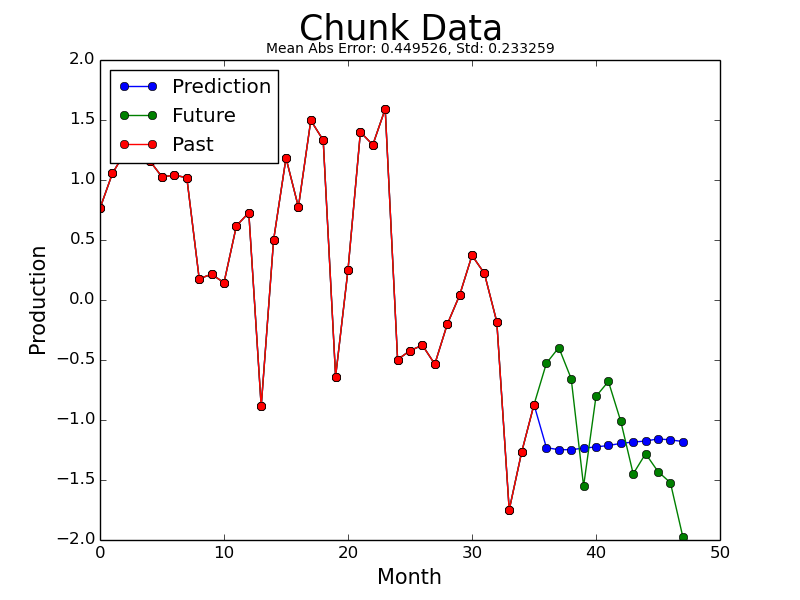 Chunk Data
Mean Abs Error: 0.449526, Std: 0.233259
2.0
Prediction
Future
Past
1.5
1.0
0.5
0.0
−0.5
−1.0
−1.5
−2.0
Production
0 10 20 30 40 50
Month